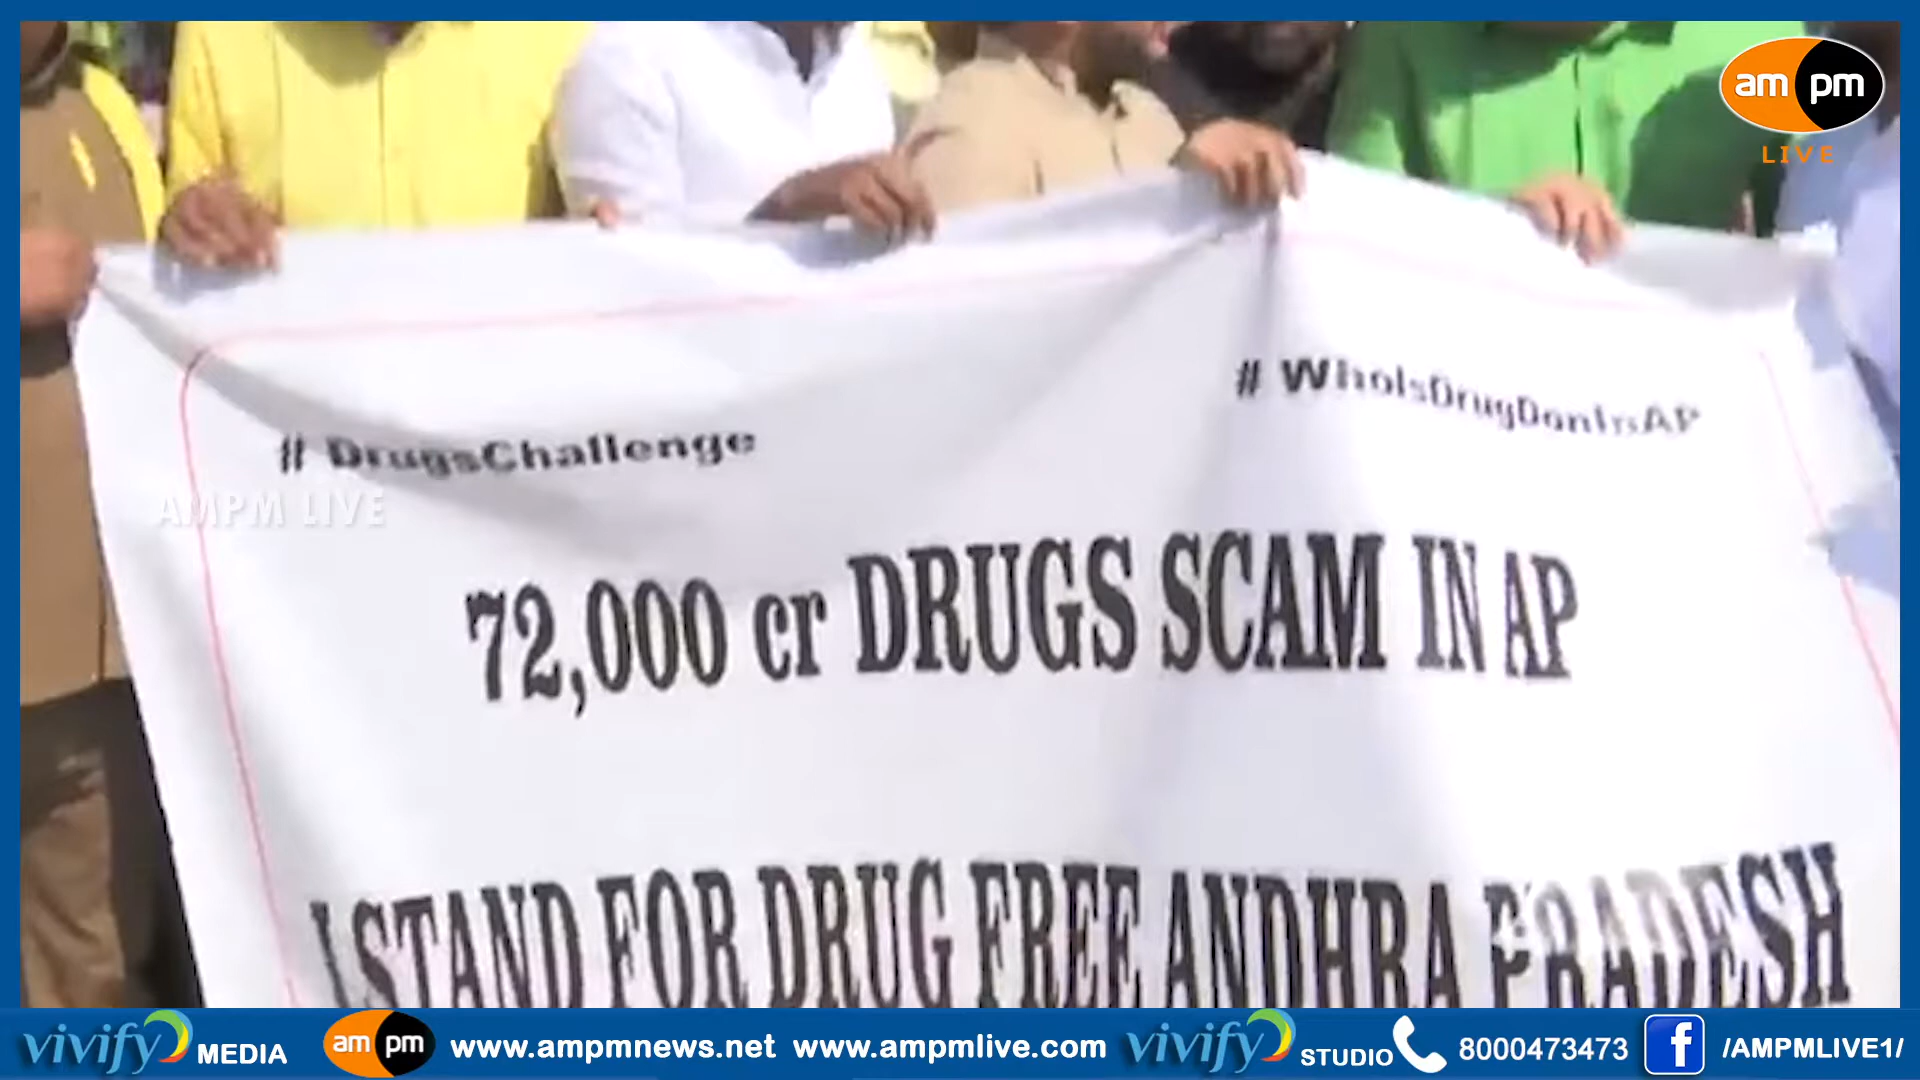 am pm
LIVE
# DrugsChallenge
# WhoIsDrugDonInAP
AMPM LIVE
72,000 cr DRUGS SCAM IN AP
I STAND FOR DRUG FREE ANDHRA PRADESH
vivify MEDIA
am pm
www.ampmnews.net
www.ampmlive.com
vivify STUDIO
8000473473
f
/AMPMLIVE1/